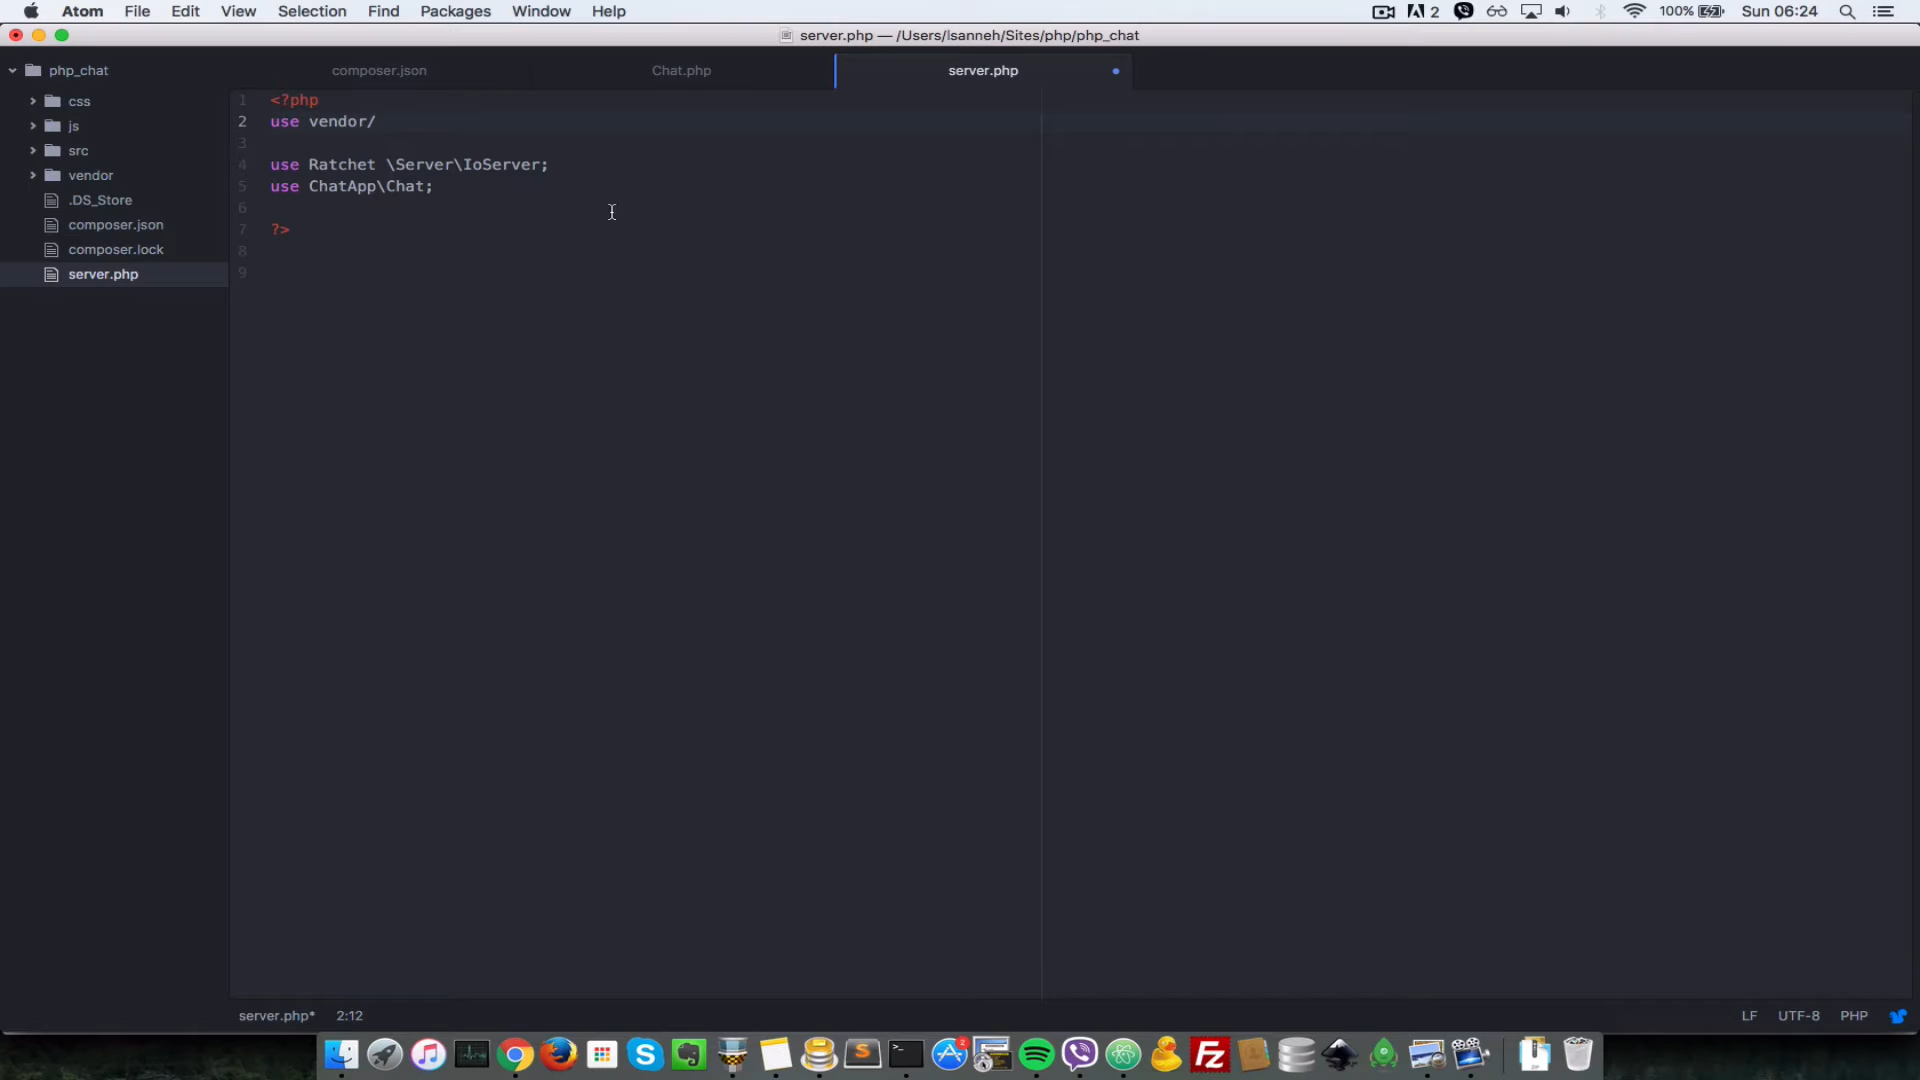 Atom File Edit View Selection Find Packages Window Help 2 100% Sun 06:24
server.php — /Users/lsanneh/Sites/php/php_chat
php_chat
composer.json Chat.php server.php
css
js
src
vendor
.DS_Store
composer.json
composer.lock
server.php
1 <?php
2 use vendor/
3
4 use Ratchet \Server\IoServer;
5 use ChatApp\Chat;
6
7 ?>
8
9
server.php* 2:12 LF UTF-8 PHP
2